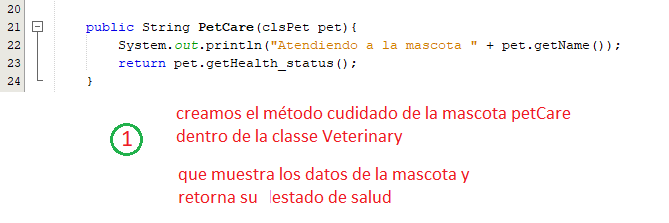 20
21 public String PetCare(clsPet pet){
22 System.out.println("Atendiendo a la mascota " + pet.getName());
23 return pet.getHealth_status();
24 }
creamos el método cudidado de la mascota petCare
1 dentro de la classe Veterinary
que muestra los datos de la mascota y
retorna su lestado de salud